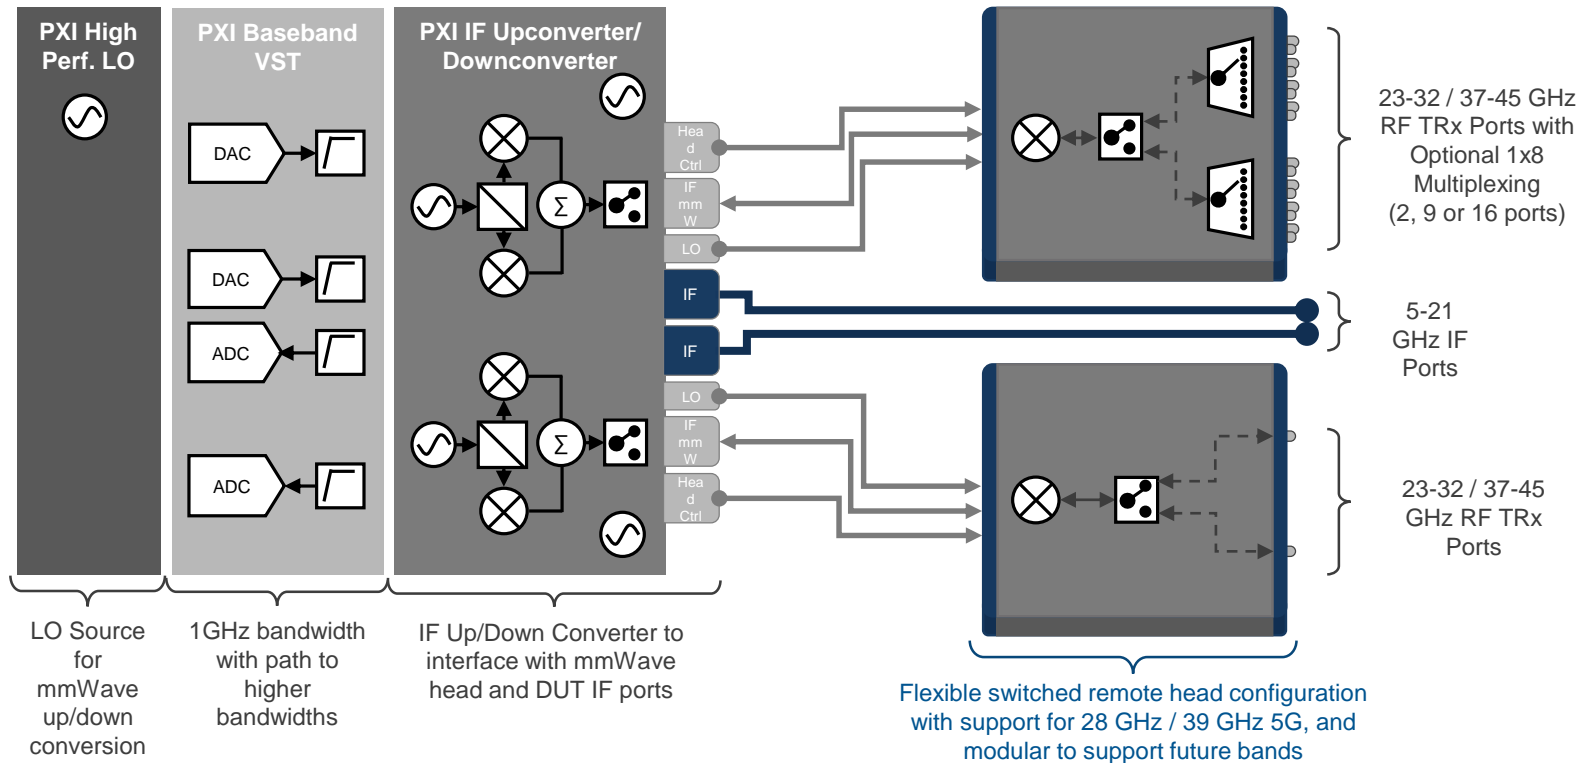 PXI High
Perf. LO
PXI Baseband
VST
PXI IF Upconverter/
Downconverter
DAC
DAC
ADC
ADC
Σ
Σ
Hea
d
Ctrl
IF
mm
W
LO
IF
IF
LO
IF
mm
W
Hea
d
Ctrl
23-32 / 37-45 GHz
RF TRx Ports with
Optional 1x8
Multiplexing
(2, 9 or 16 ports)
5-21
GHz IF
Ports
23-32 / 37-45
GHz RF TRx
Ports
LO Source
for
mmWave
up/down
conversion
1GHz bandwidth
with path to
higher
bandwidths
IF Up/Down Converter to
interface with mmWave
head and DUT IF ports
Flexible switched remote head configuration
with support for 28 GHz / 39 GHz 5G, and
modular to support future bands